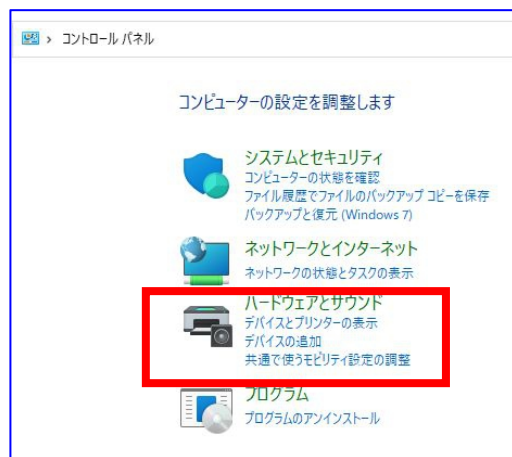 › コントロール パネル
コンピューターの設定を調整します
システムとセキュリティ
コンピューターの状態を確認
ファイル履歴でファイルのバックアップ コピーを保存
バックアップと復元 (Windows 7)
ネットワークとインターネット
ネットワークの状態とタスクの表示
ハードウェアとサウンド
デバイスとプリンターの表示
デバイスの追加
共通で使うモビリティ設定の調整
プログラム
プログラムのアンインストール